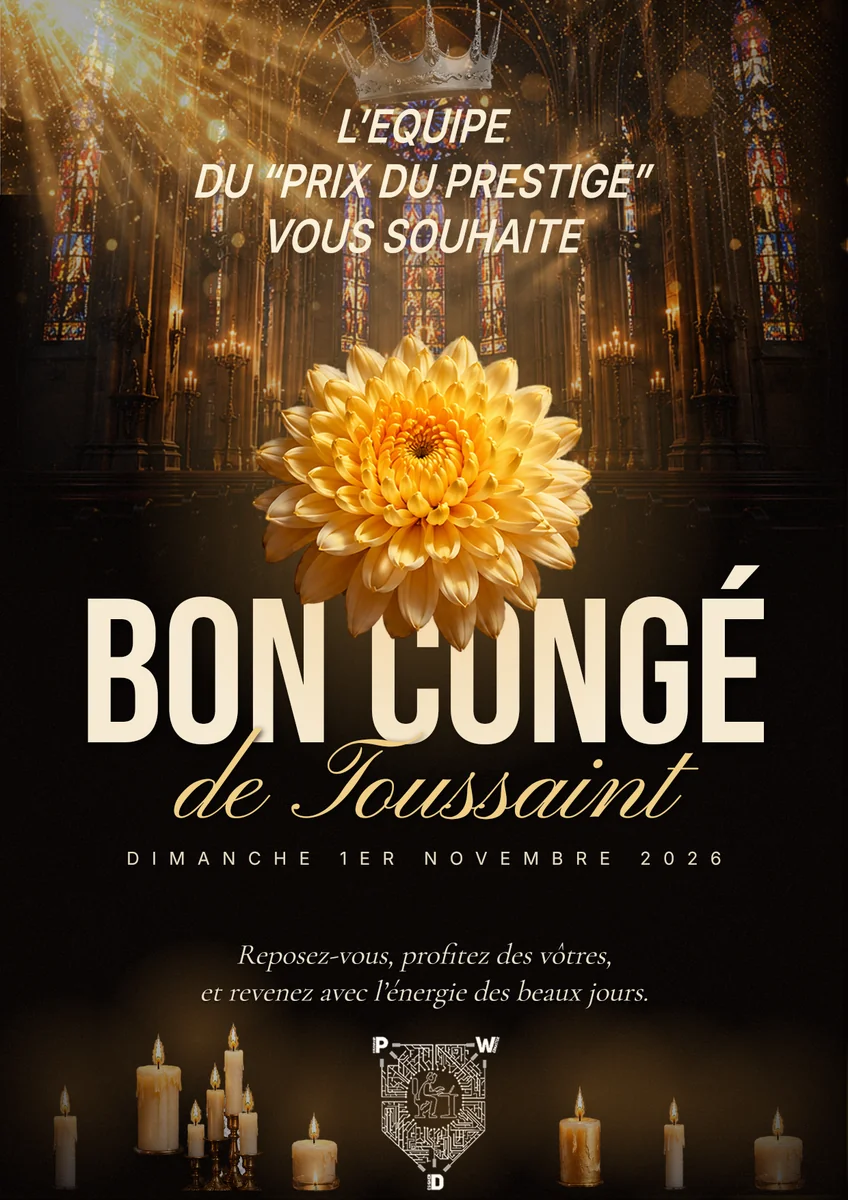 L'EQUIPE
DU “PRIX DU PRESTIGE”
VOUS SOUHAITE
BON CONGÉ
de Toussaint
DIMANCHE 1ER NOVEMBRE 2026
Reposez-vous, profitez des vôtres,
et revenez avec l’énergie des beaux jours.
P W
D